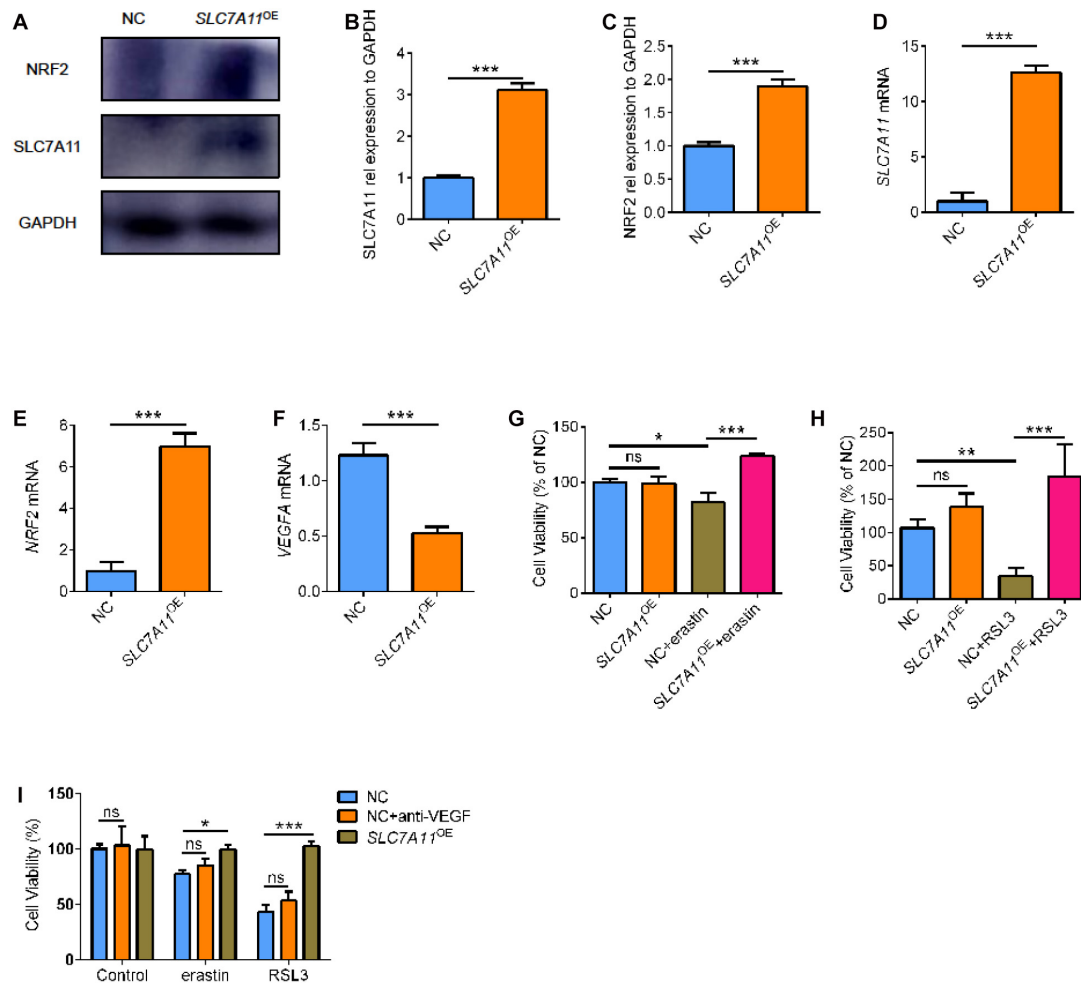 A
NC SLC7A11OE
NRF2
SLC7A11
GAPDH
B
SLC7A11 rel expression to GAPDH
4
3
2
1
0
***
NC
SLC7A11OE
C
NRF2 rel expression to GAPDH
2.5
2.0
1.5
1.0
0.5
0.0
***
NC
SLC7A11OE
D
SLC7A11 mRNA
15
10
5
0
***
NC
SLC7A11OE
E
NRF2 mRNA
8
6
4
2
0
***
NC
SLC7A11OE
F
VEGFA mRNA
1.5
1.0
0.5
0.0
***
NC
SLC7A11OE
G
Cell Viability (% of NC)
150
100
50
0
* ***
ns
NC
SLC7A11OE
NC+erastin
SLC7A11OE+erastin
H
Cell Viability (% of NC)
250
200
150
100
50
0
***
**
ns
NC
SLC7A11OE
NC+RSL3
SLC7A11OE+RSL3
I
Cell Viability (%)
150
100
50
0
ns
*
ns
***
ns
Control erastin RSL3
NC
NC+anti-VEGF
SLC7A11OE